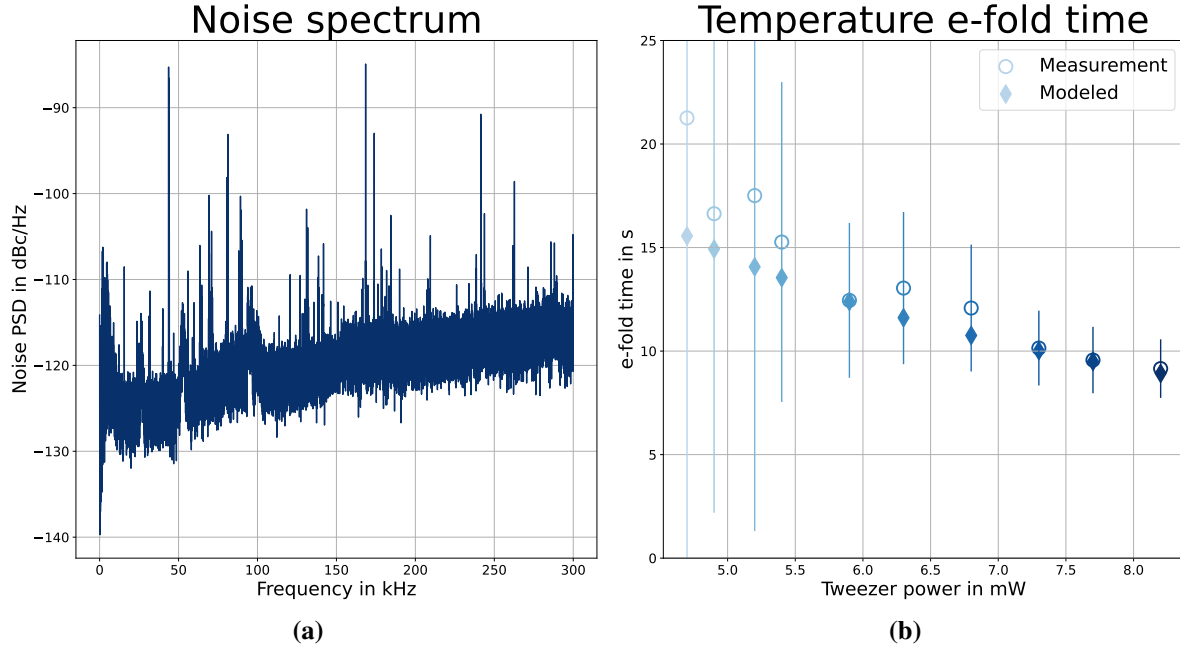 Noise spectrum
Noise PSD in dBc/Hz
−90
−100
−110
−120
−130
−140
0 50 100 150 200 250 300
Frequency in kHz
(a)
Temperature e-fold time
e-fold time in s
25
20
15
10
5
0
Measurement
Modeled
5.0 5.5 6.0 6.5 7.0 7.5 8.0
Tweezer power in mW
(b)